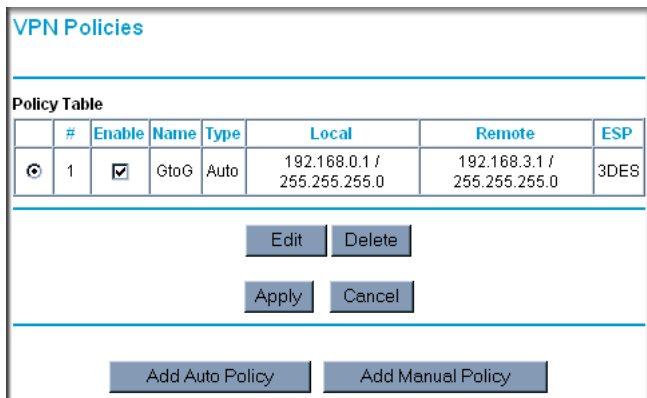 VPN Policies
Policy Table
# Enable Name Type Local Remote ESP
1 GtoG Auto 192.168.0.1 / 255.255.255.0 192.168.3.1 / 255.255.255.0 3DES
Edit Delete
Apply Cancel
Add Auto Policy Add Manual Policy